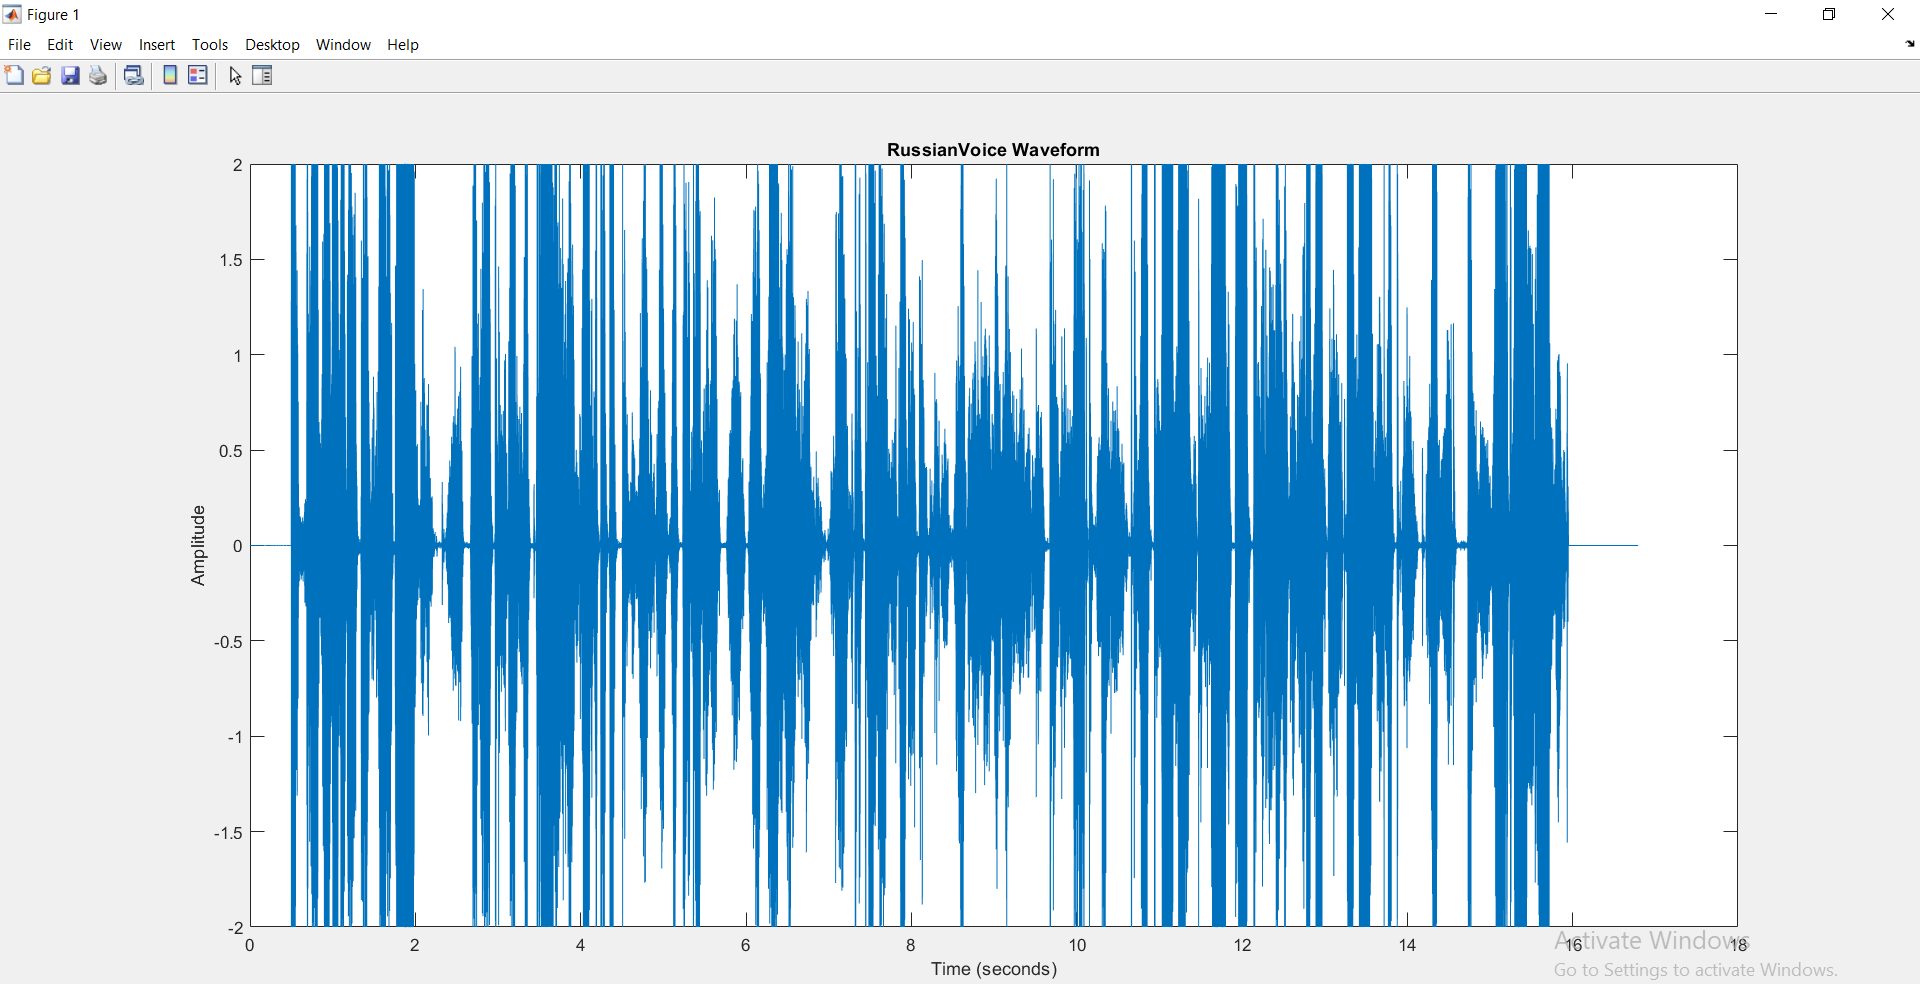 Figure 1
File Edit View Insert Tools Desktop Window Help
RussianVoice Waveform
2
1.5
1
0.5
0
-0.5
-1
-1.5
-2
Amplitude
0 2 4 6 8 10 12 14 16 18
Time (seconds)
Activate Windows
Go to Settings to activate Windows.